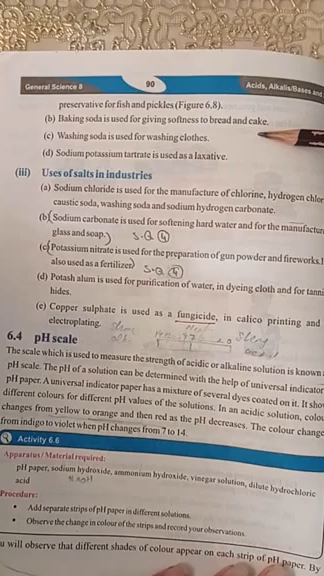 General Science 8
90
Acids, Alkalis/Bases and
preservative for fish and pickles (Figure 6.8).
(b) Baking soda is used for giving softness to bread and cake.
(c) Washing soda is used for washing clothes.
(d) Sodium potassium tartrate is used as a laxative.
(iii) Uses of salts in industries
(a) Sodium chloride is used for the manufacture of chlorine, hydrogen chlor
caustic soda, washing soda and sodium hydrogen carbonate.
(b) Sodium carbonate is used for softening hard water and for the manufactur
glass and soap. S-Q 4
(c) Potassium nitrate is used for the preparation of gun powder and fireworks. I
also used as a fertilizer. S-Q 4
(d) Potash alum is used for purification of water, in dyeing cloth and for tanni
hides.
(e) Copper sulphate is used as a fungicide, in calico printing and
electroplating.
6.4 pH scale
The scale which is used to measure the strength of acidic or alkaline solution is known
pH scale. The pH of a solution can be determined with the help of universal indicator
pH paper. A universal indicator paper has a mixture of several dyes coated on it. It sho
different colours for different pH values of the solutions. In an acidic solution, colou
changes from yellow to orange and then red as the pH decreases. The colour change
from indigo to violet when pH changes from 7 to 14.
Activity 6.6
Apparatus/Material required:
pH paper, sodium hydroxide, ammonium hydroxide, vinegar solution, dilute hydrochloric
acid
Procedure:
• Add separate strips of pH paper in different solutions.
• Observe the change in colour of the strips and record your observations.
u will observe that different shades of colour appear on each strip of pH paper. By